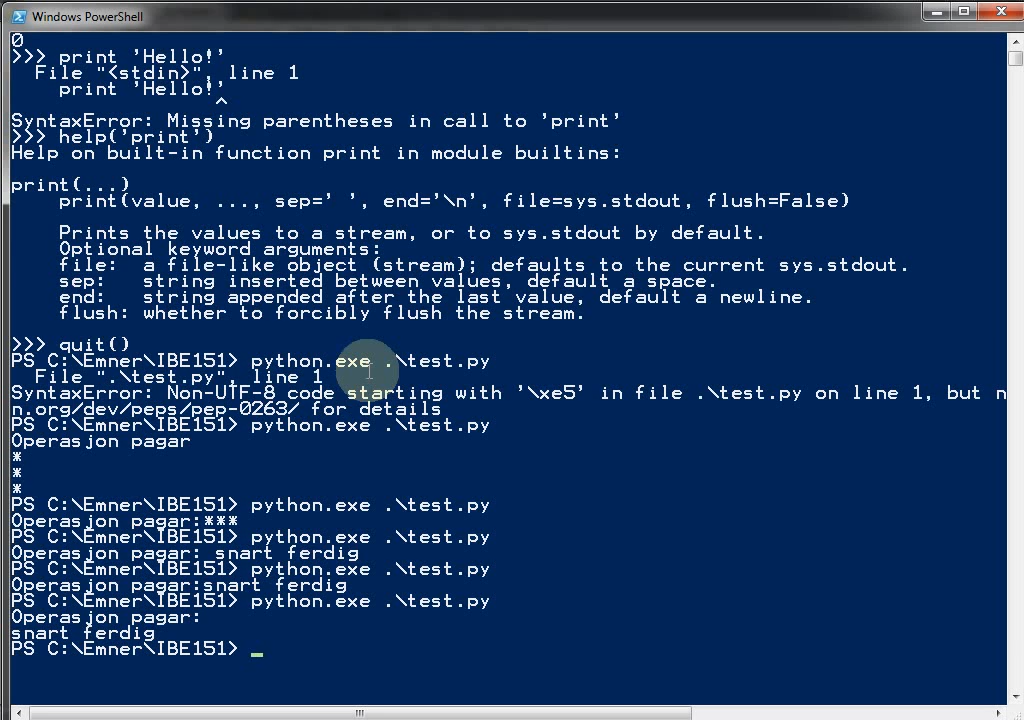 Windows PowerShell
0
>>> print 'Hello!'
  File "<stdin>", line 1
    print 'Hello!'
                 ^
SyntaxError: Missing parentheses in call to 'print'
>>> help('print')
Help on built-in function print in module builtins:
print(...)
    print(value, ..., sep=' ', end='\n', file=sys.stdout, flush=False)
    Prints the values to a stream, or to sys.stdout by default.
    Optional keyword arguments:
    file:  a file-like object (stream); defaults to the current sys.stdout.
    sep:   string inserted between values, default a space.
    end:   string appended after the last value, default a newline.
    flush: whether to forcibly flush the stream.
>>> quit()
PS C:\Emner\IBE151> python.exe .\test.py
  File ".\test.py", line 1
SyntaxError: Non-UTF-8 code starting with '\xe5' in file .\test.py on line 1, but n
n.org/dev/peps/pep-0263/ for details
PS C:\Emner\IBE151> python.exe .\test.py
Operasjon pagar
*
*
*
PS C:\Emner\IBE151> python.exe .\test.py
Operasjon pagar:***
PS C:\Emner\IBE151> python.exe .\test.py
Operasjon pagar: snart ferdig
PS C:\Emner\IBE151> python.exe .\test.py
Operasjon pagar:snart ferdig
PS C:\Emner\IBE151> python.exe .\test.py
Operasjon pagar:
snart ferdig
PS C:\Emner\IBE151> _